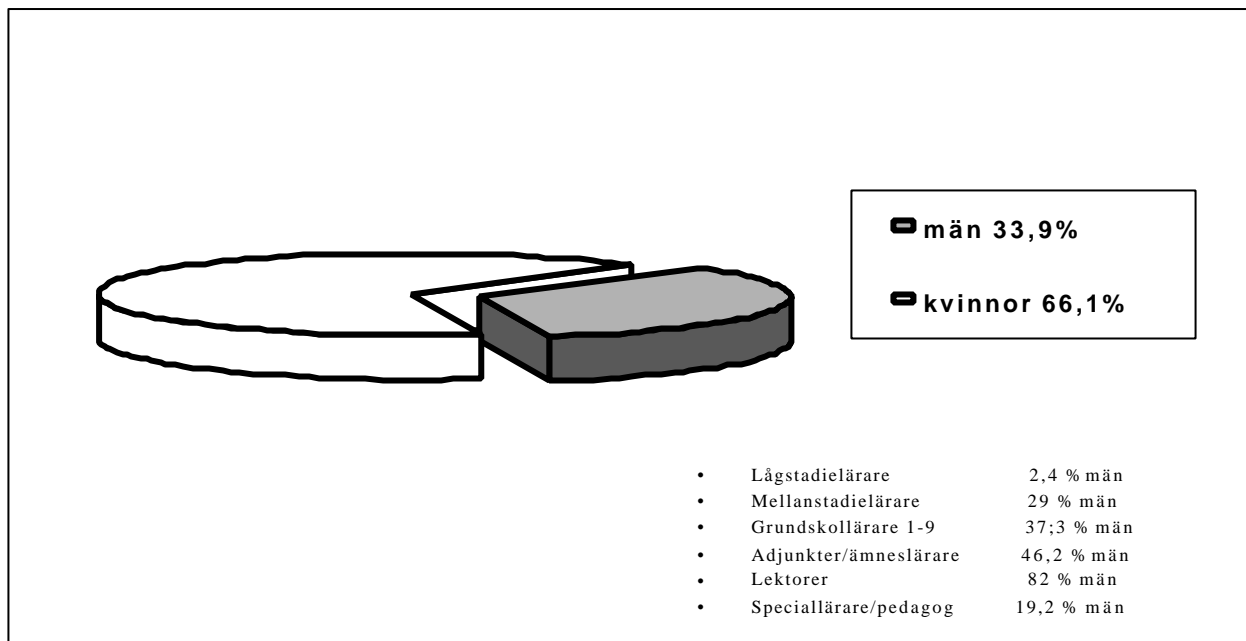 män 33,9%
kvinnor 66,1%
• Lågstadielärare 2,4 % män
• Mellanstadielärare 29 % män
• Grundskollärare 1-9 37;3 % män
• Adjunkter/ämneslärare 46,2 % män
• Lektorer 82 % män
• Speciallärare/pedagog 19,2 % män